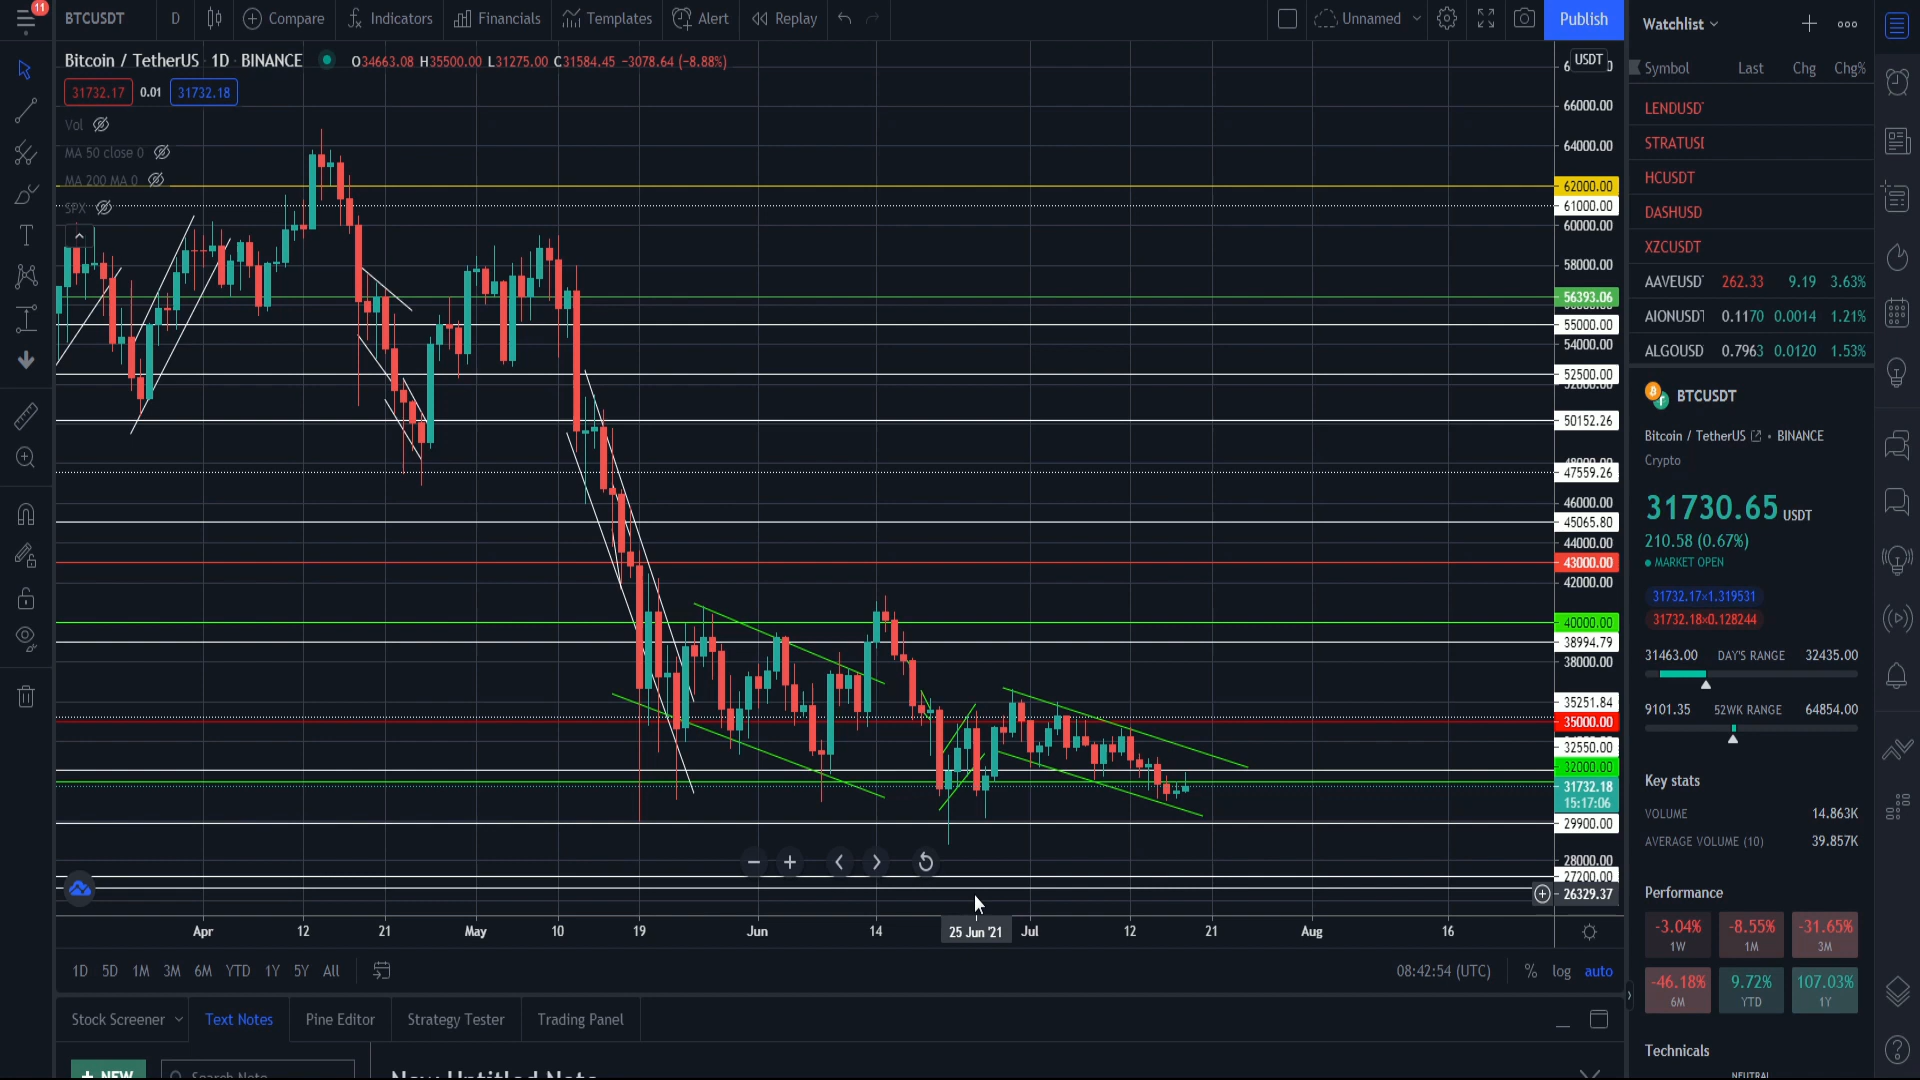 11
BTCUSDT D Compare Indicators Financials Templates Alert Replay Unnamed Publish
Bitcoin / TetherUS 1D BINANCE O34663.08 H35500.00 L31275.00 C31584.45 −3078.64 (−8.88%)
31732.17 0.01 31732.18
Vol
MA 50 close 0
MA 200 MA 0
SPX
USDT
66000.00
64000.00
62000.00
61000.00
60000.00
58000.00
56393.06
55000.00
54000.00
52500.00
50152.26
47559.26
46000.00
45065.80
44000.00
43000.00
42000.00
40000.00
38994.79
38000.00
35251.84
35000.00
32550.00
32000.00
31732.18
15:17:06
29900.00
28000.00
27200.00
26329.37
Apr 12 21 May 10 19 Jun 14 25 Jun '21 Jul 12 21 Aug 16
1D 5D 1M 3M 6M YTD 1Y 5Y All 08:42:54 (UTC) % log auto
Stock Screener Text Notes Pine Editor Strategy Tester Trading Panel
+ NEW Search Note New Untitled Note
Watchlist
Symbol Last Chg Chg%
LENDUSD
STRATUSI
HCUSDT
DASHUSD
XZCUSDT
AAVEUSD 262.33 9.19 3.63%
AIONUSDT 0.1170 0.0014 1.21%
ALGOUSD 0.7963 0.0120 1.53%
BTCUSDT
Bitcoin / TetherUS • BINANCE
Crypto
31730.65 USDT
210.58 (0.67%)
MARKET OPEN
31732.17×1.319531
31732.18×0.128244
31463.00 DAY'S RANGE 32435.00
9101.35 52WK RANGE 64854.00
Key stats
VOLUME 14.863K
AVERAGE VOLUME (10) 39.857K
Performance
-3.04% -8.55% -31.65%
1W 1M 3M
-46.18% 9.72% 107.03%
6M YTD 1Y
Technicals
NEUTRAL